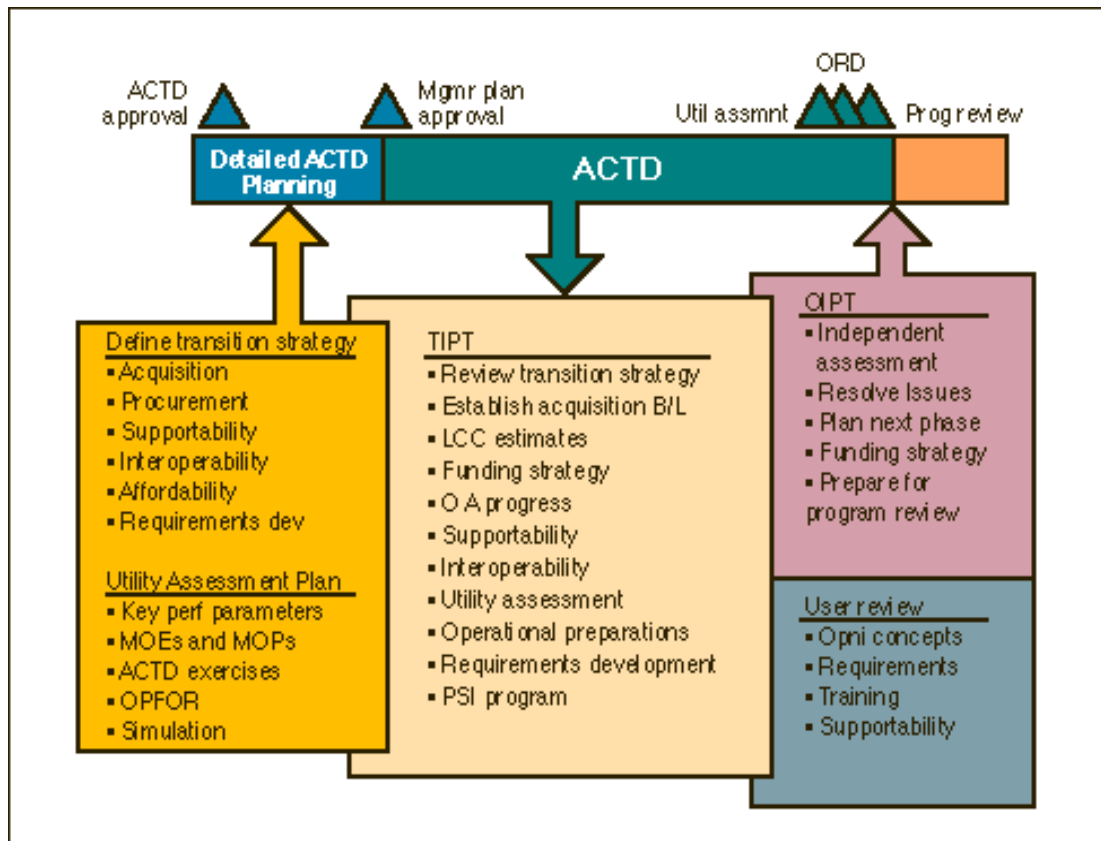 ORD
ACTD
approval
Mgmr plan
approval
Util assmnt
Prog review
Detailed ACTD
Planning
ACTD
Define transition strategy
▪ Acquisition
▪ Procurement
▪ Supportability
▪ Interoperability
▪ Affordability
▪ Requirements dev
Utility Assessment Plan
▪ Key perf parameters
▪ MOEs and MOPs
▪ ACTD exercises
▪ OPFOR
▪ Simulation
TIPT
▪ Review transition strategy
▪ Establish acquisition B/L
▪ LCC estimates
▪ Funding strategy
▪ O A progress
▪ Supportability
▪ Interoperability
▪ Utility assessment
▪ Operational preparations
▪ Requirements development
▪ PSI program
OIPT
▪ Independent
assessment
▪ Resolve Issues
▪ Plan next phase
▪ Funding strategy
▪ Prepare for
program review
User review
▪ Opni concepts
▪ Requirements
▪ Training
▪ Supportability